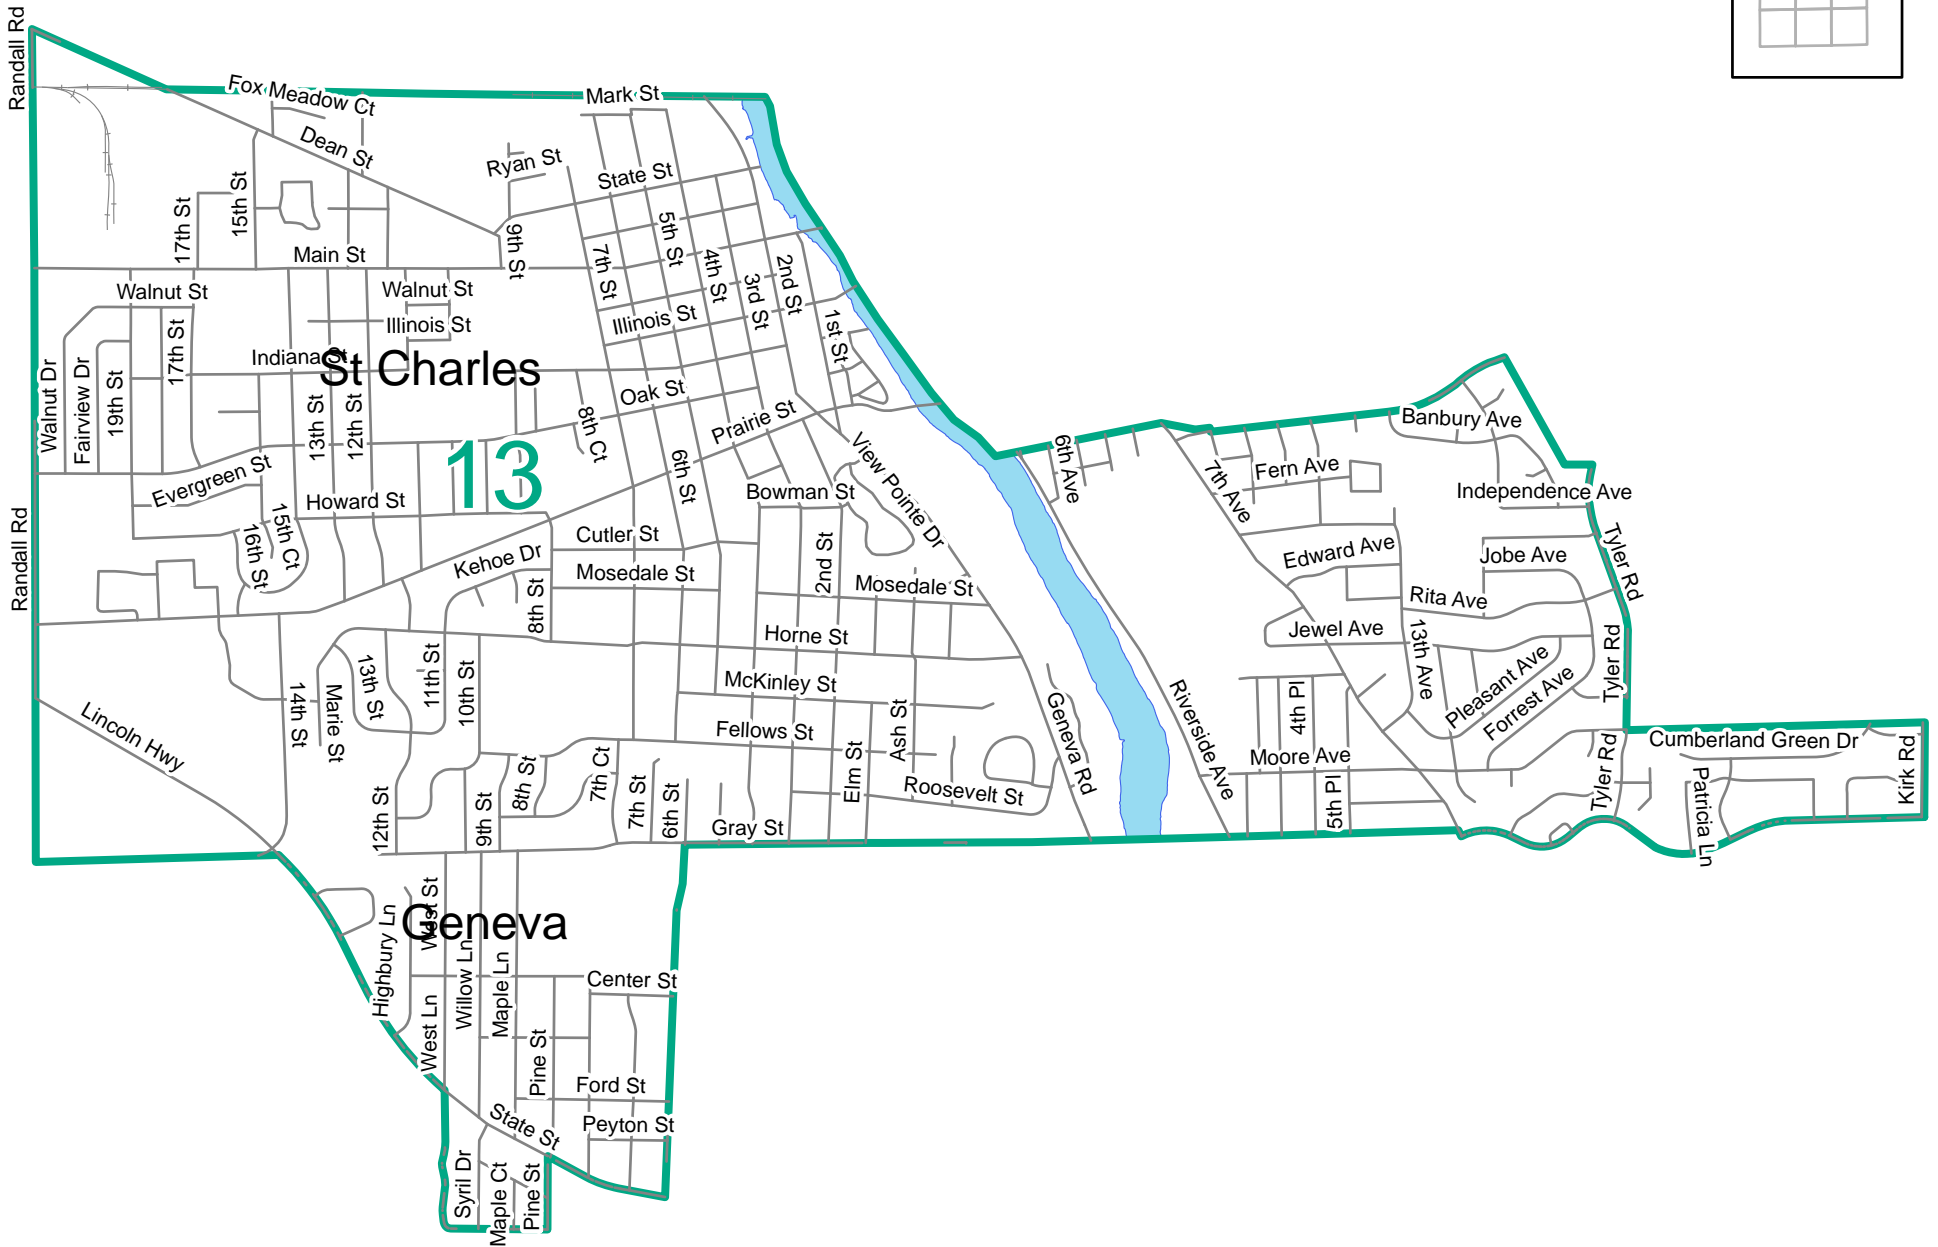 Randall Rd
Fox Meadow Ct
Mark St
Dean St
Ryan St
State St
17th St
15th St
9th St
5th St
7th St
4th St
2nd St
3rd St
Main St
Walnut St
Walnut St
Illinois St
Illinois St
1st St
Walnut Dr
Fairview Dr
19th St
17th St
Indiana St
St Charles
13th St
12th St
8th Ct
Oak St
Prairie St
13
Evergreen St
Howard St
6th St
View Pointe Dr
Bowman St
6th Ave
7th Ave
Fern Ave
Banbury Ave
Independence Ave
Randall Rd
16th St
15th Ct
Kehoe Dr
Cutler St
Mosedale St
8th St
2nd St
Mosedale St
Edward Ave
Jobe Ave
Tyler Rd
Rita Ave
Jewel Ave
13th Ave
Horne St
McKinley St
Pleasant Ave
Forrest Ave
Tyler Rd
Lincoln Hwy
14th St
Marie St
13th St
11th St
10th St
Fellows St
Ash St
Geneva Rd
Riverside Ave
4th Pl
Moore Ave
Tyler Rd
Cumberland Green Dr
Kirk Rd
Patricia Ln
12th St
9th St
8th St
7th Ct
7th St
6th St
Gray St
Elm St
Roosevelt St
5th Pl
Highbury Ln
West St
Geneva
Willow Ln
Maple Ln
West Ln
Center St
Pine St
Ford St
Peyton St
State St
Syril Dr
Maple Ct
Pine St